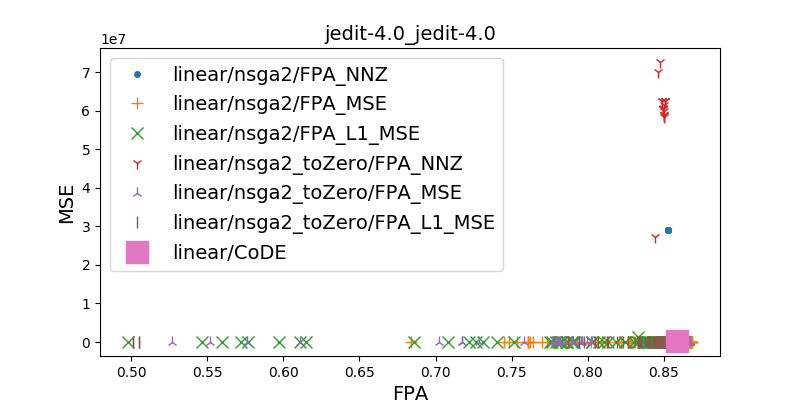 jedit-4.0_jedit-4.0
1e7
7
6
5
4
3
2
1
0
MSE
linear/nsga2/FPA_NNZ
linear/nsga2/FPA_MSE
linear/nsga2/FPA_L1_MSE
linear/nsga2_toZero/FPA_NNZ
linear/nsga2_toZero/FPA_MSE
linear/nsga2_toZero/FPA_L1_MSE
linear/CoDE
0.50 0.55 0.60 0.65 0.70 0.75 0.80 0.85
FPA